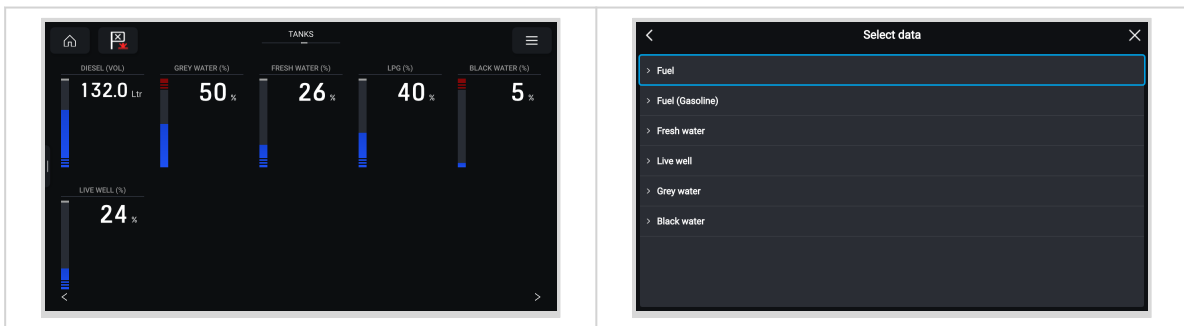 TANKS
DIESEL (VOL)
132.0 Ltr
GREY WATER (%)
50 %
FRESH WATER (%)
26 %
LPG (%)
40 %
BLACK WATER (%)
5 %
LIVE WELL (%)
24 %
Select data
Fuel
Fuel (Gasoline)
Fresh water
Live well
Grey water
Black water